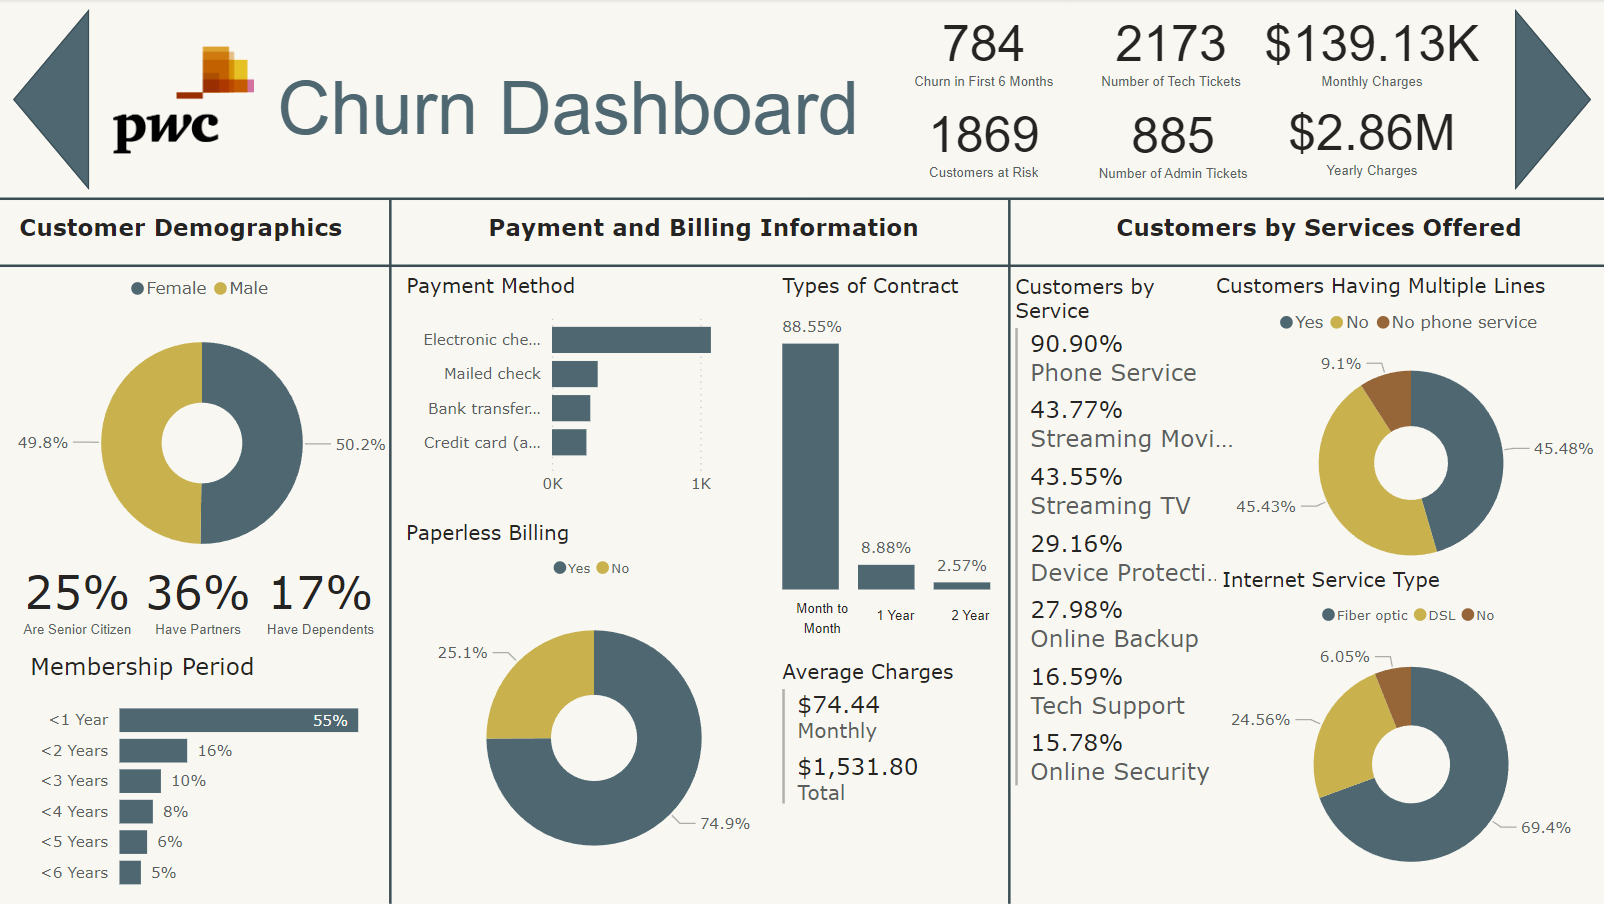 pwc
Churn Dashboard
784
Churn in First 6 Months
2173
Number of Tech Tickets
$139.13K
Monthly Charges
1869
Customers at Risk
885
Number of Admin Tickets
$2.86M
Yearly Charges
Customer Demographics
Female Male
49.8%
50.2%
25%
Are Senior Citizen
36%
Have Partners
17%
Have Dependents
Membership Period
<1 Year 55%
<2 Years 16%
<3 Years 10%
<4 Years 8%
<5 Years 6%
<6 Years 5%
Payment and Billing Information
Payment Method
Electronic che...
Mailed check
Bank transfer...
Credit card (a...
0K 1K
Paperless Billing
Yes No
25.1%
74.9%
Types of Contract
88.55%
8.88%
2.57%
Month to
Month
1 Year
2 Year
Average Charges
$74.44
Monthly
$1,531.80
Total
Customers by Services Offered
Customers by
Service
90.90%
Phone Service
43.77%
Streaming Movi...
43.55%
Streaming TV
29.16%
Device Protecti...
27.98%
Online Backup
16.59%
Tech Support
15.78%
Online Security
Customers Having Multiple Lines
Yes No No phone service
9.1%
45.48%
45.43%
Internet Service Type
Fiber optic DSL No
6.05%
24.56%
69.4%